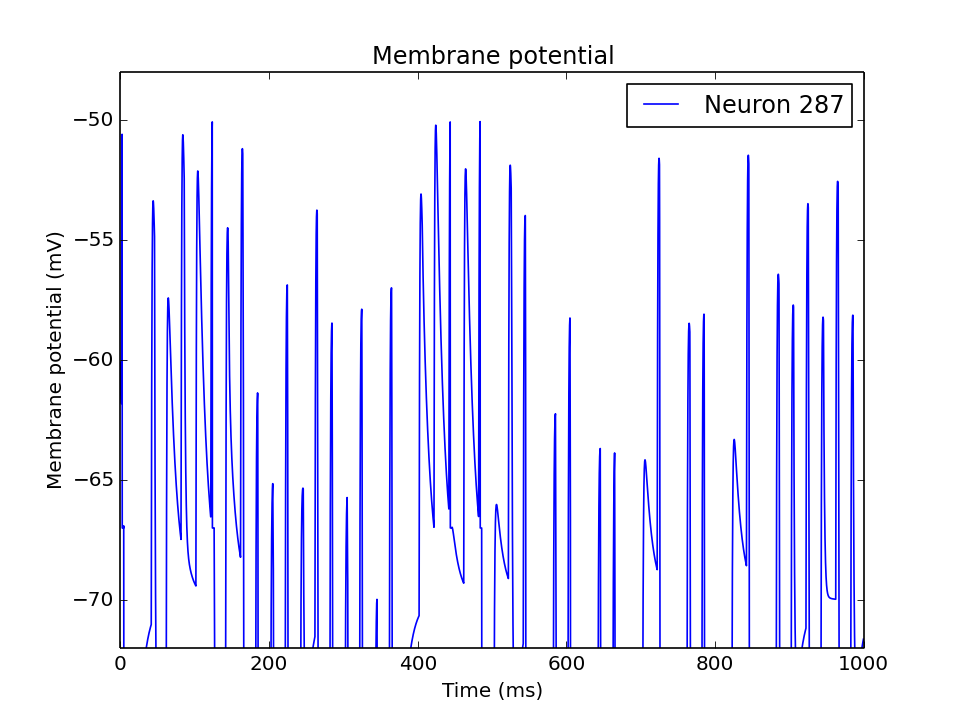 Membrane potential
Neuron 287
Membrane potential (mV)
−50
−55
−60
−65
−70
0 200 400 600 800 1000
Time (ms)